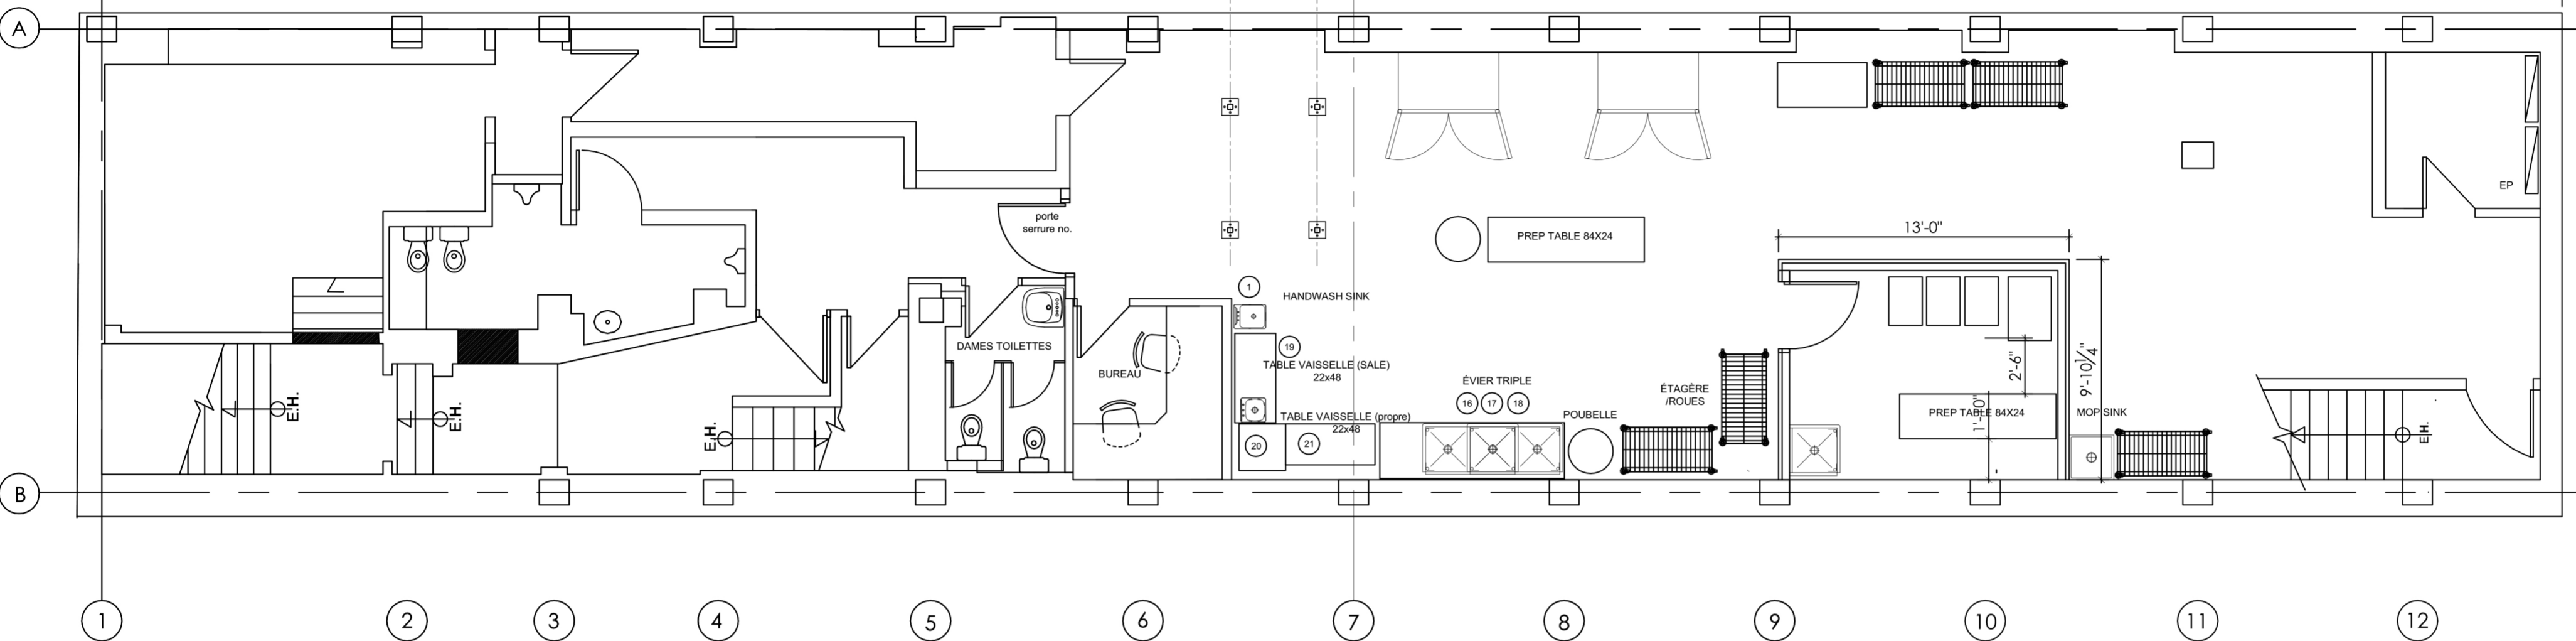 A
porte
serrure no.
EP
PREP TABLE 84X24
13'-0"
1
HANDWASH SINK
19
TABLE VAISSELLE (SALE)
22x48
DAMES TOILETTES
BUREAU
ÉVIER TRIPLE
16 17 18
ÉTAGÈRE
/ROUES
POUBELLE
TABLE VAISSELLE (propre)
22x48
20
21
2'-6"
9'-10¼"
PREP TABLE 84X24
1'-10"
MOP SINK
E.H.
E.H.
E.H.
E.H.
B
1 2 3 4 5 6 7 8 9 10 11 12